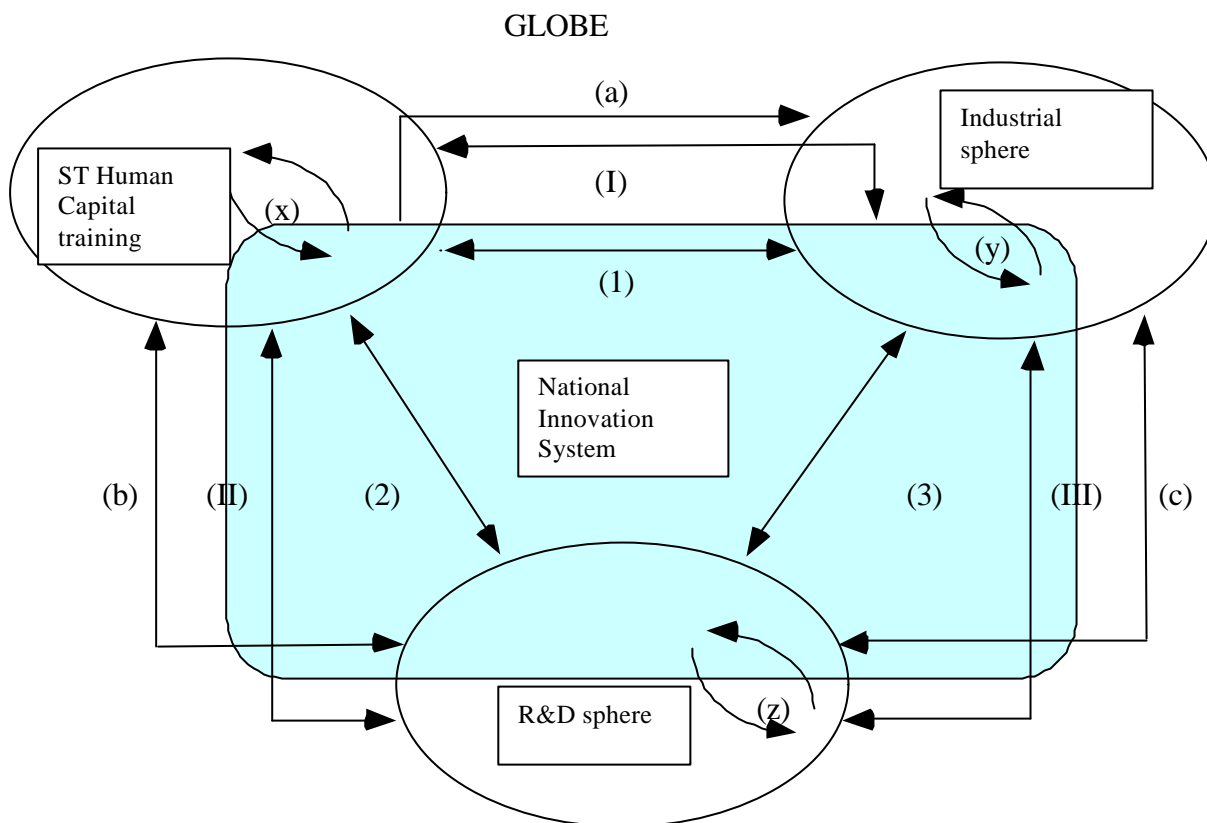 GLOBE
(a)
Industrial
sphere
ST Human
Capital
training
(x)
(I)
(y)
(1)
National
Innovation
System
(b)
(II)
(2)
(3)
(III)
(c)
R&D sphere
(z)